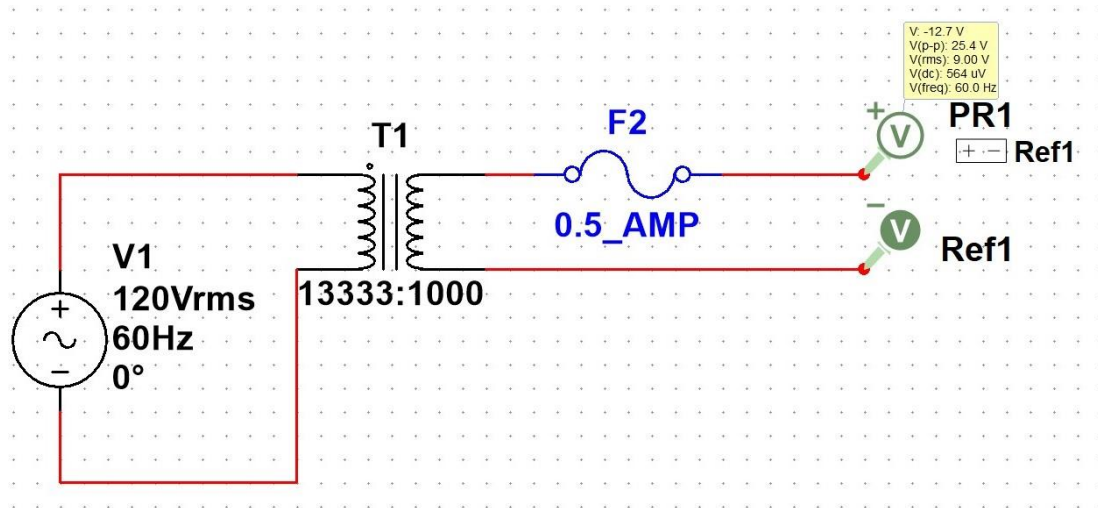 V: -12.7 V
V(p-p): 25.4 V
V(rms): 9.00 V
V(dc): 564 uV
V(freq): 60.0 Hz
+
V
PR1
+ - Ref1
T1
F2
0.5_AMP
−
V
Ref1
V1
120Vrms
60Hz
0°
+
−
13333:1000